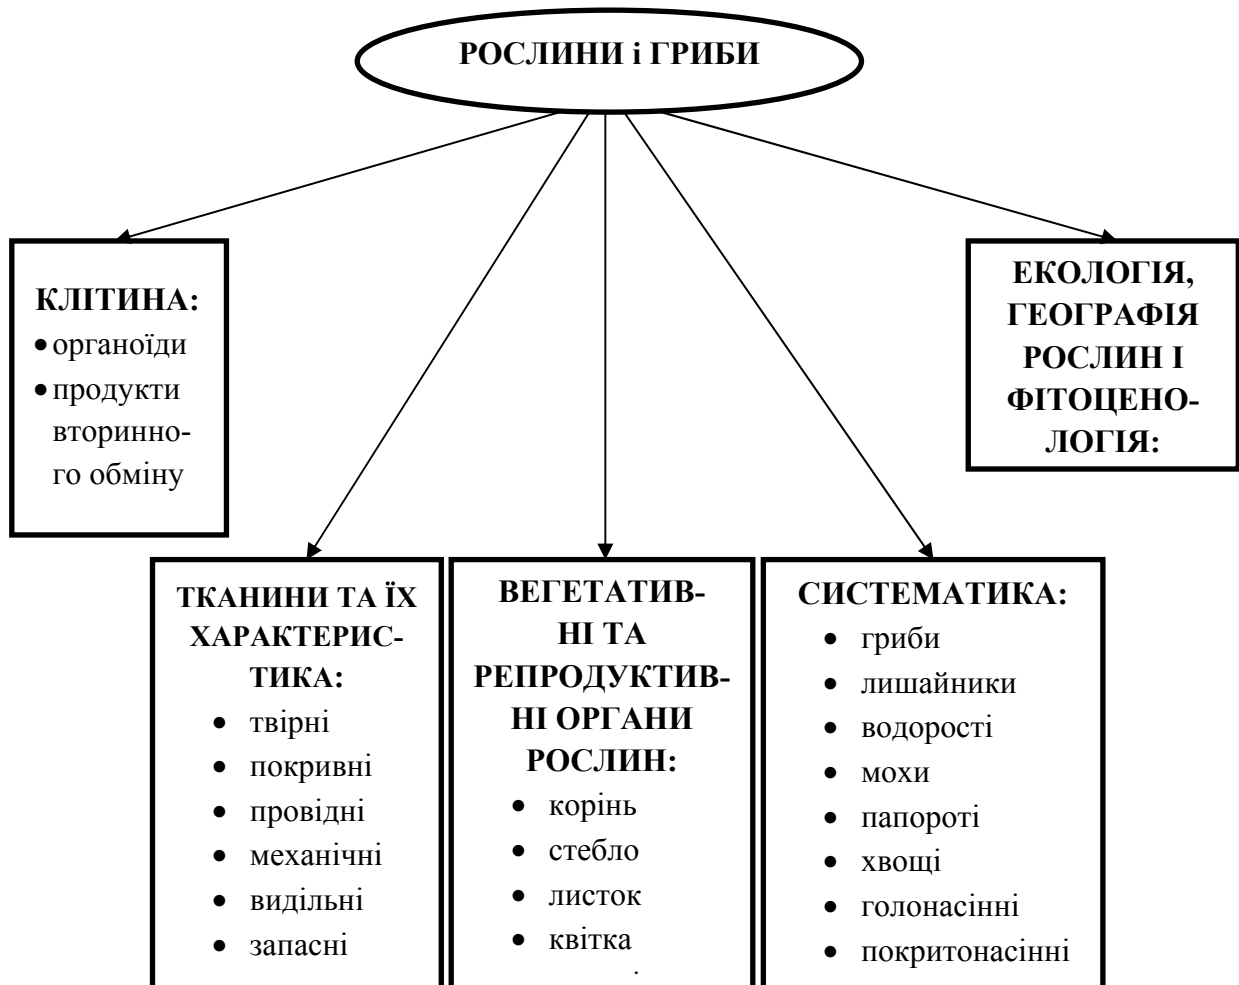 РОСЛИНИ і ГРИБИ
КЛІТИНА:
• органоїди
• продукти
вторинно-
го обміну
ЕКОЛОГІЯ,
ГЕОГРАФІЯ
РОСЛИН І
ФІТОЦЕНО-
ЛОГІЯ:
ТКАНИНИ ТА ЇХ
ХАРАКТЕРИС-
ТИКА:
• твірні
• покривні
• провідні
• механічні
• видільні
• запасні
ВЕГЕТАТИВ-
НІ ТА
РЕПРОДУКТИВ-
НІ ОРГАНИ
РОСЛИН:
• корінь
• стебло
• листок
• квітка
СИСТЕМАТИКА:
• гриби
• лишайники
• водорості
• мохи
• папороті
• хвощі
• голонасінні
• покритонасінні